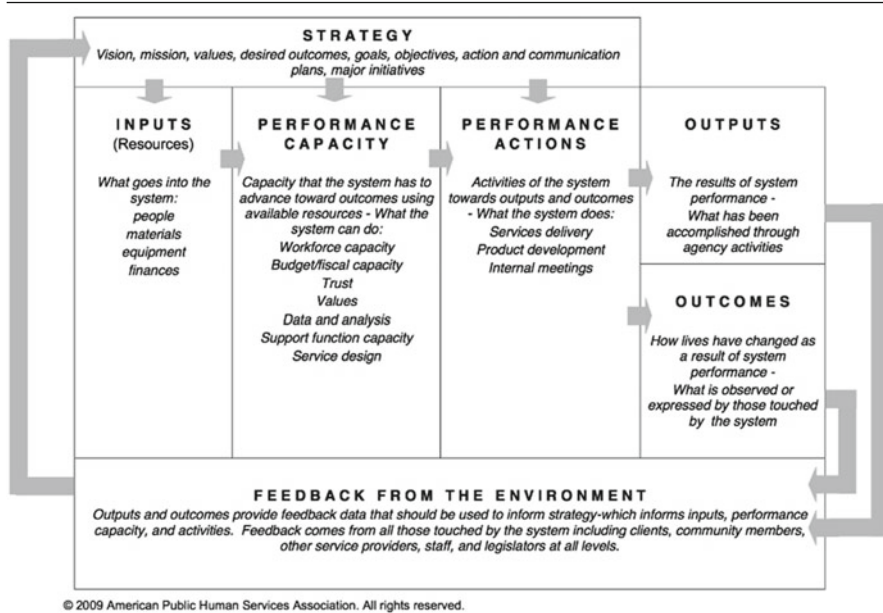 STRATEGY
Vision, mission, values, desired outcomes, goals, objectives, action and communication
plans, major initiatives
INPUTS
(Resources)
What goes into the
system:
people
materials
equipment
finances
PERFORMANCE
CAPACITY
Capacity that the system has to
advance toward outcomes using
available resources - What the
system can do:
Workforce capacity
Budget/fiscal capacity
Trust
Values
Data and analysis
Support function capacity
Service design
PERFORMANCE
ACTIONS
Activities of the system
towards outputs and outcomes
- What the system does:
Services delivery
Product development
Internal meetings
OUTPUTS
The results of system
performance -
What has been
accomplished through
agency activities
OUTCOMES
How lives have changed as
a result of system
performance -
What is observed or
expressed by those touched
by the system
FEEDBACK FROM THE ENVIRONMENT
Outputs and outcomes provide feedback data that should be used to inform strategy-which informs inputs, performance
capacity, and activities. Feedback comes from all those touched by the system including clients, community members,
other service providers, staff, and legislators at all levels.
© 2009 American Public Human Services Association. All rights reserved.